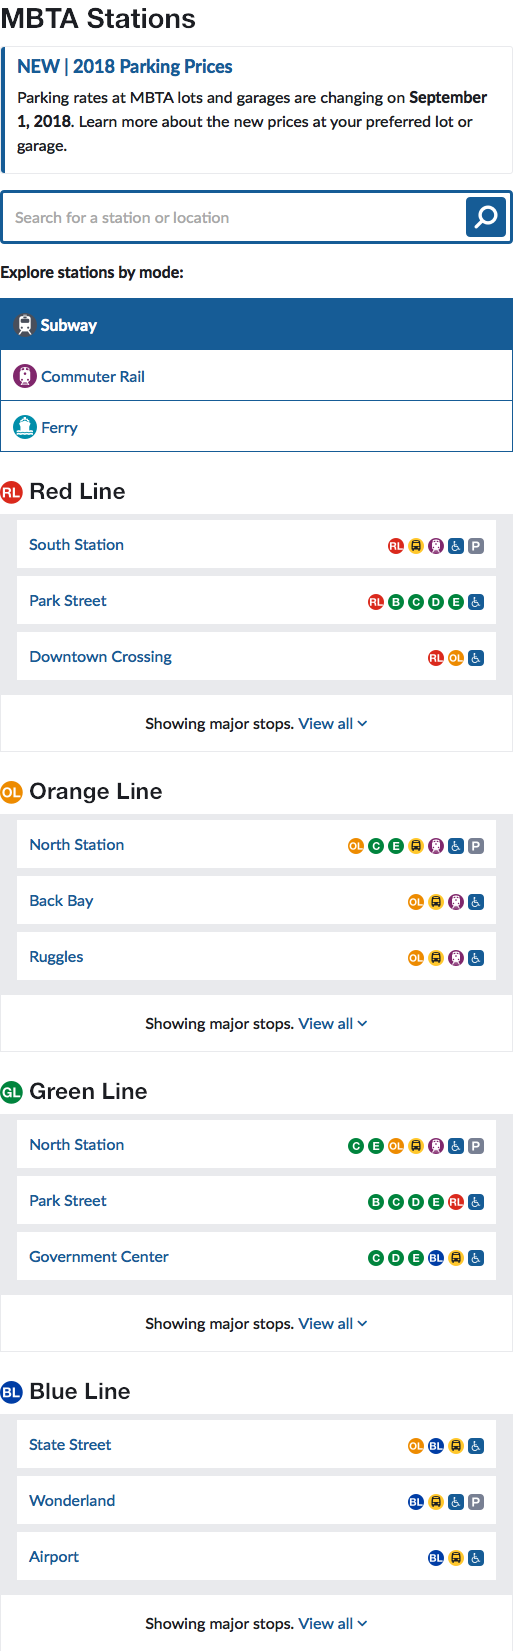 MBTA Stations
NEW | 2018 Parking Prices
Parking rates at MBTA lots and garages are changing on September
1, 2018. Learn more about the new prices at your preferred lot or
garage.
Search for a station or location
Explore stations by mode:
Subway
Commuter Rail
Ferry
RL Red Line
South Station RL P
Park Street RL B C D E
Downtown Crossing RL OL
Showing major stops. View all
OL Orange Line
North Station OL C E P
Back Bay OL
Ruggles OL
Showing major stops. View all
GL Green Line
North Station C E OL P
Park Street B C D E RL
Government Center C D E BL
Showing major stops. View all
BL Blue Line
State Street OL BL
Wonderland BL P
Airport BL
Showing major stops. View all